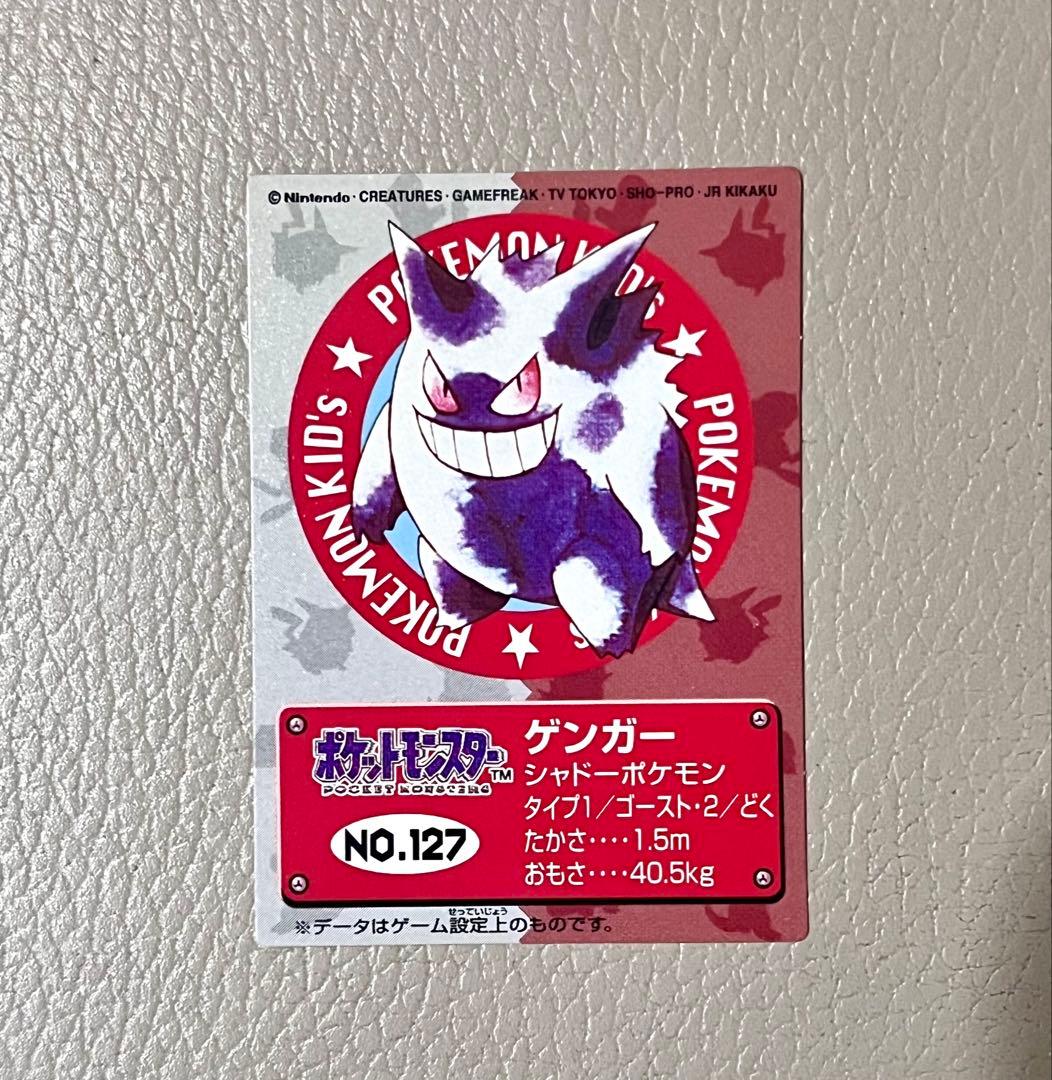 ©Nintendo・CREATURES・GAMEFREAK・TV TOKYO・SHO-PRO・JR KIKAKU
POKEMON KID's
POKEMON KID's
POKEMO
ポケットモンスター™
POCKET MONSTERS
NO.127
ゲンガー
シャドーポケモン
タイプ1/ゴースト・2/どく
たかさ‥‥1.5m
おもさ‥‥40.5kg
せっていじょう
※データはゲーム設定上のものです。